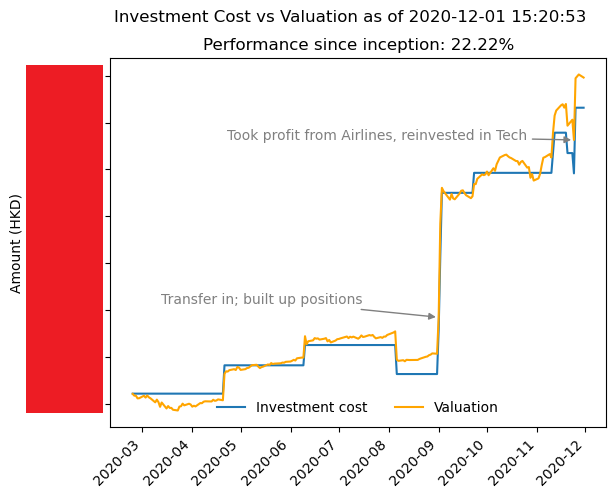 Investment Cost vs Valuation as of 2020-12-01 15:20:53
Performance since inception: 22.22%
Took profit from Airlines, reinvested in Tech
Amount (HKD)
Transfer in; built up positions
Investment cost
Valuation
2020-03
2020-04
2020-05
2020-06
2020-07
2020-08
2020-09
2020-10
2020-11
2020-12